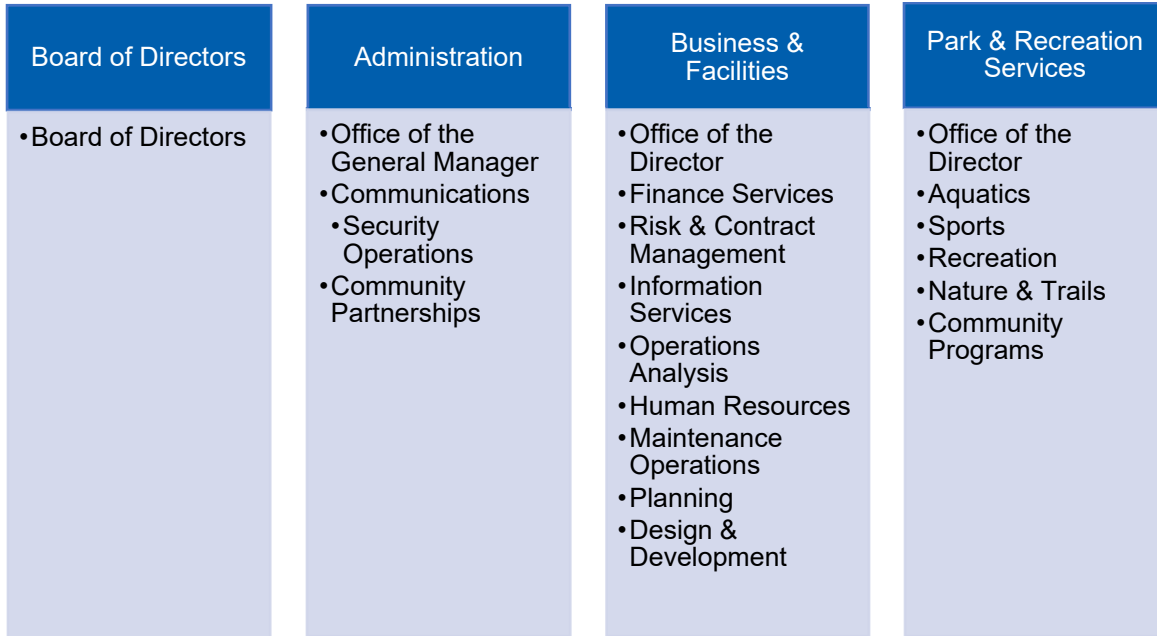 Board of Directors
•Board of Directors
Administration
•Office of the
General Manager
•Communications
•Security
Operations
•Community
Partnerships
Business &
Facilities
•Office of the
Director
•Finance Services
•Risk & Contract
Management
•Information
Services
•Operations
Analysis
•Human Resources
•Maintenance
Operations
•Planning
•Design &
Development
Park & Recreation
Services
•Office of the
Director
•Aquatics
•Sports
•Recreation
•Nature & Trails
•Community
Programs